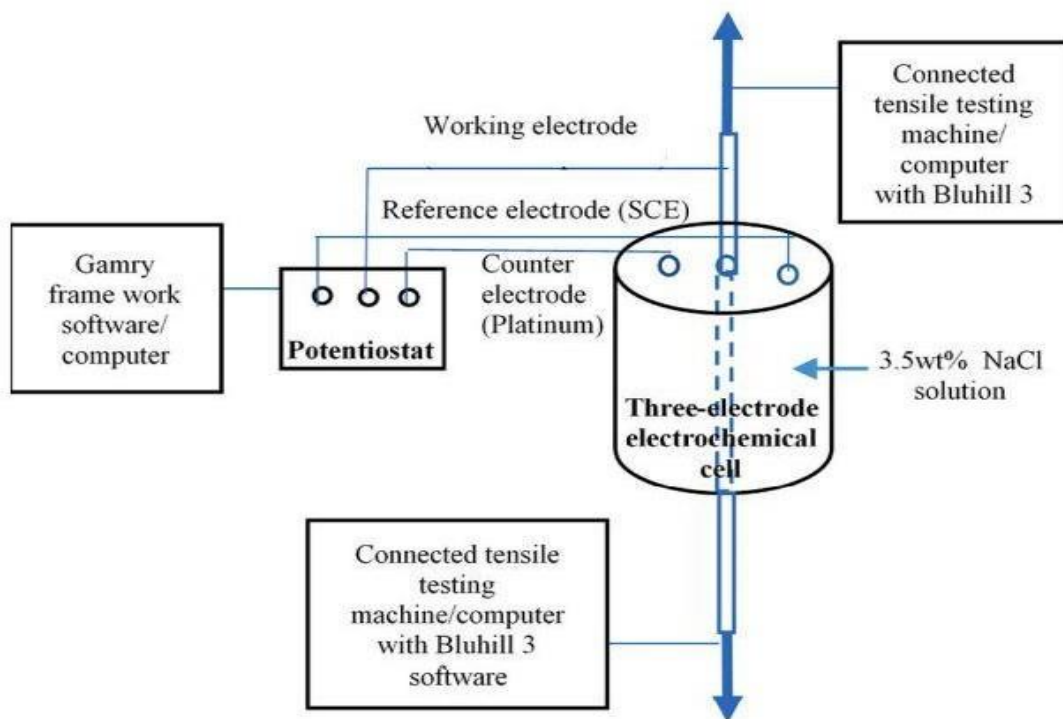 Connected
tensile testing
machine/
computer
with Bluhill 3
Working electrode
Reference electrode (SCE)
Gamry
frame work
software/
computer
Potentiostat
Counter
electrode
(Platinum)
3.5wt% NaCl
solution
Three-electrode
electrochemical
cell
Connected tensile
testing
machine/computer
with Bluhill 3
software